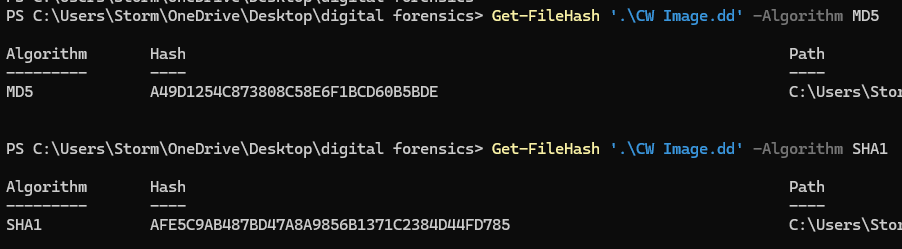 PS C:\Users\Storm\OneDrive\Desktop\digital forensics> Get-FileHash '.\CW Image.dd' -Algorithm MD5
Algorithm Hash Path
--------- ---- ----
MD5 A49D1254C873808C58E6F1BCD60B5BDE C:\Users\Stor
PS C:\Users\Storm\OneDrive\Desktop\digital forensics> Get-FileHash '.\CW Image.dd' -Algorithm SHA1
Algorithm Hash Path
--------- ---- ----
SHA1 AFE5C9AB487BD47A8A9856B1371C2384D44FD785 C:\Users\Stor